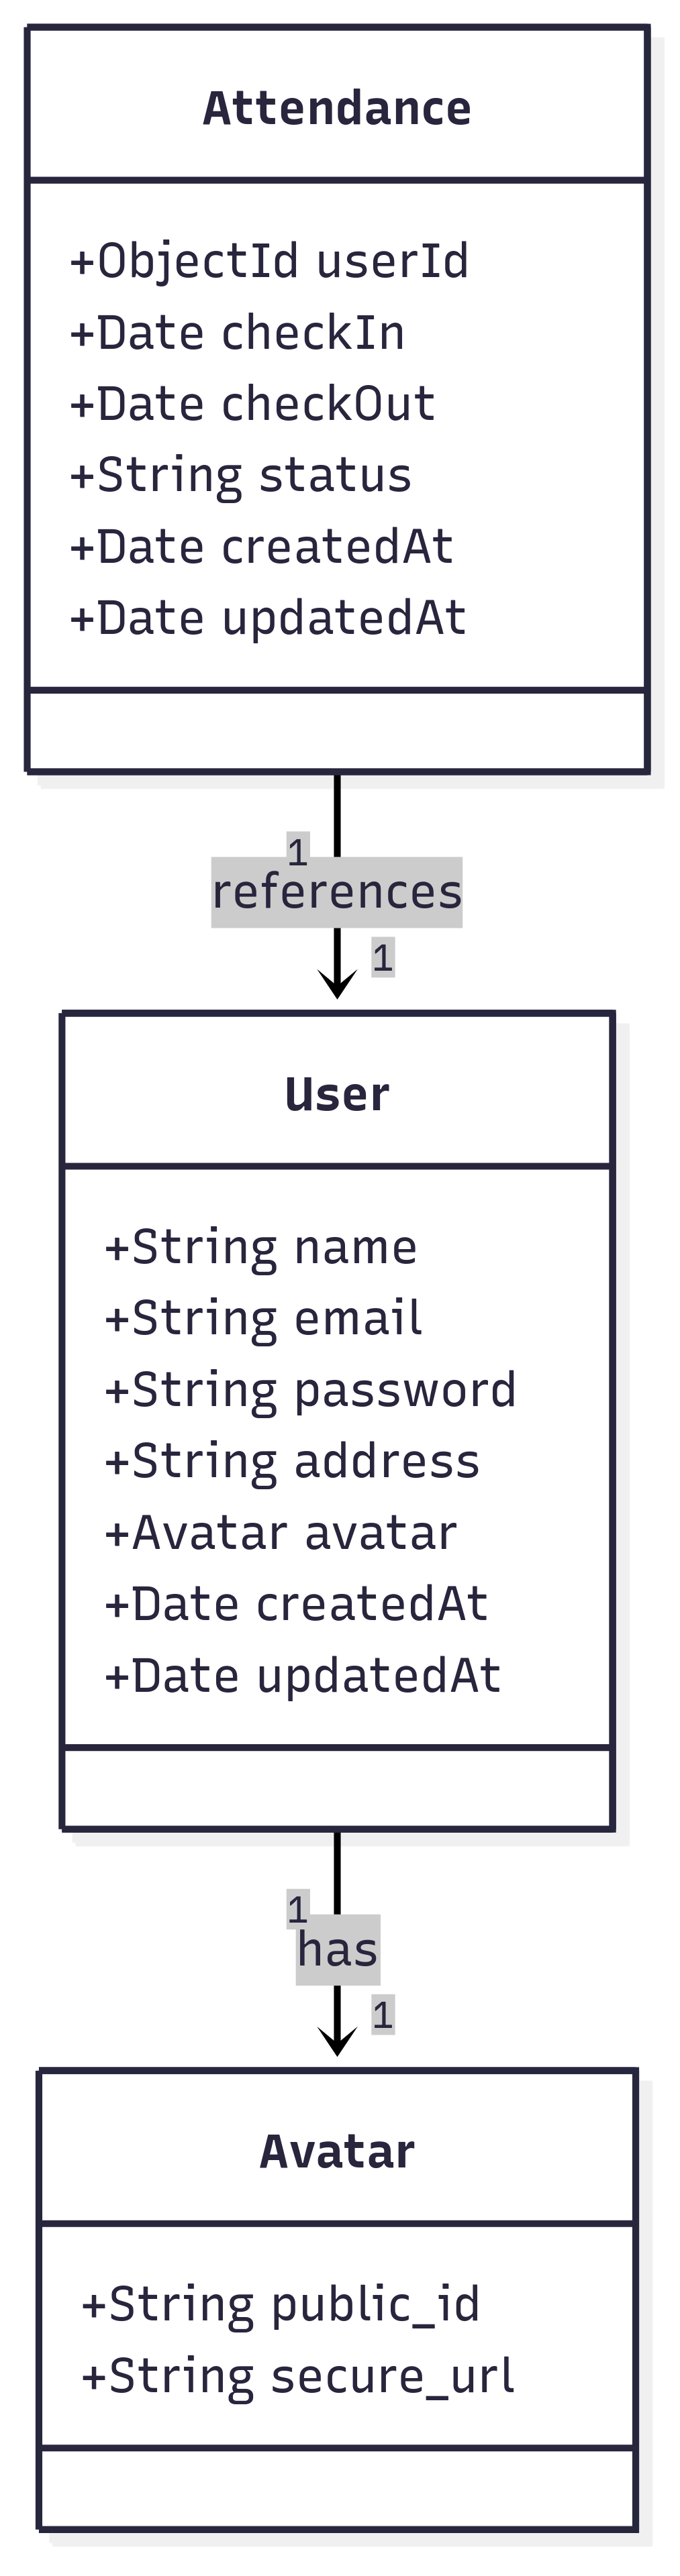 Attendance
+ObjectId userId
+Date checkIn
+Date checkOut
+String status
+Date createdAt
+Date updatedAt
1
references
1
User
+String name
+String email
+String password
+String address
+Avatar avatar
+Date createdAt
+Date updatedAt
1
has
1
Avatar
+String public_id
+String secure_url